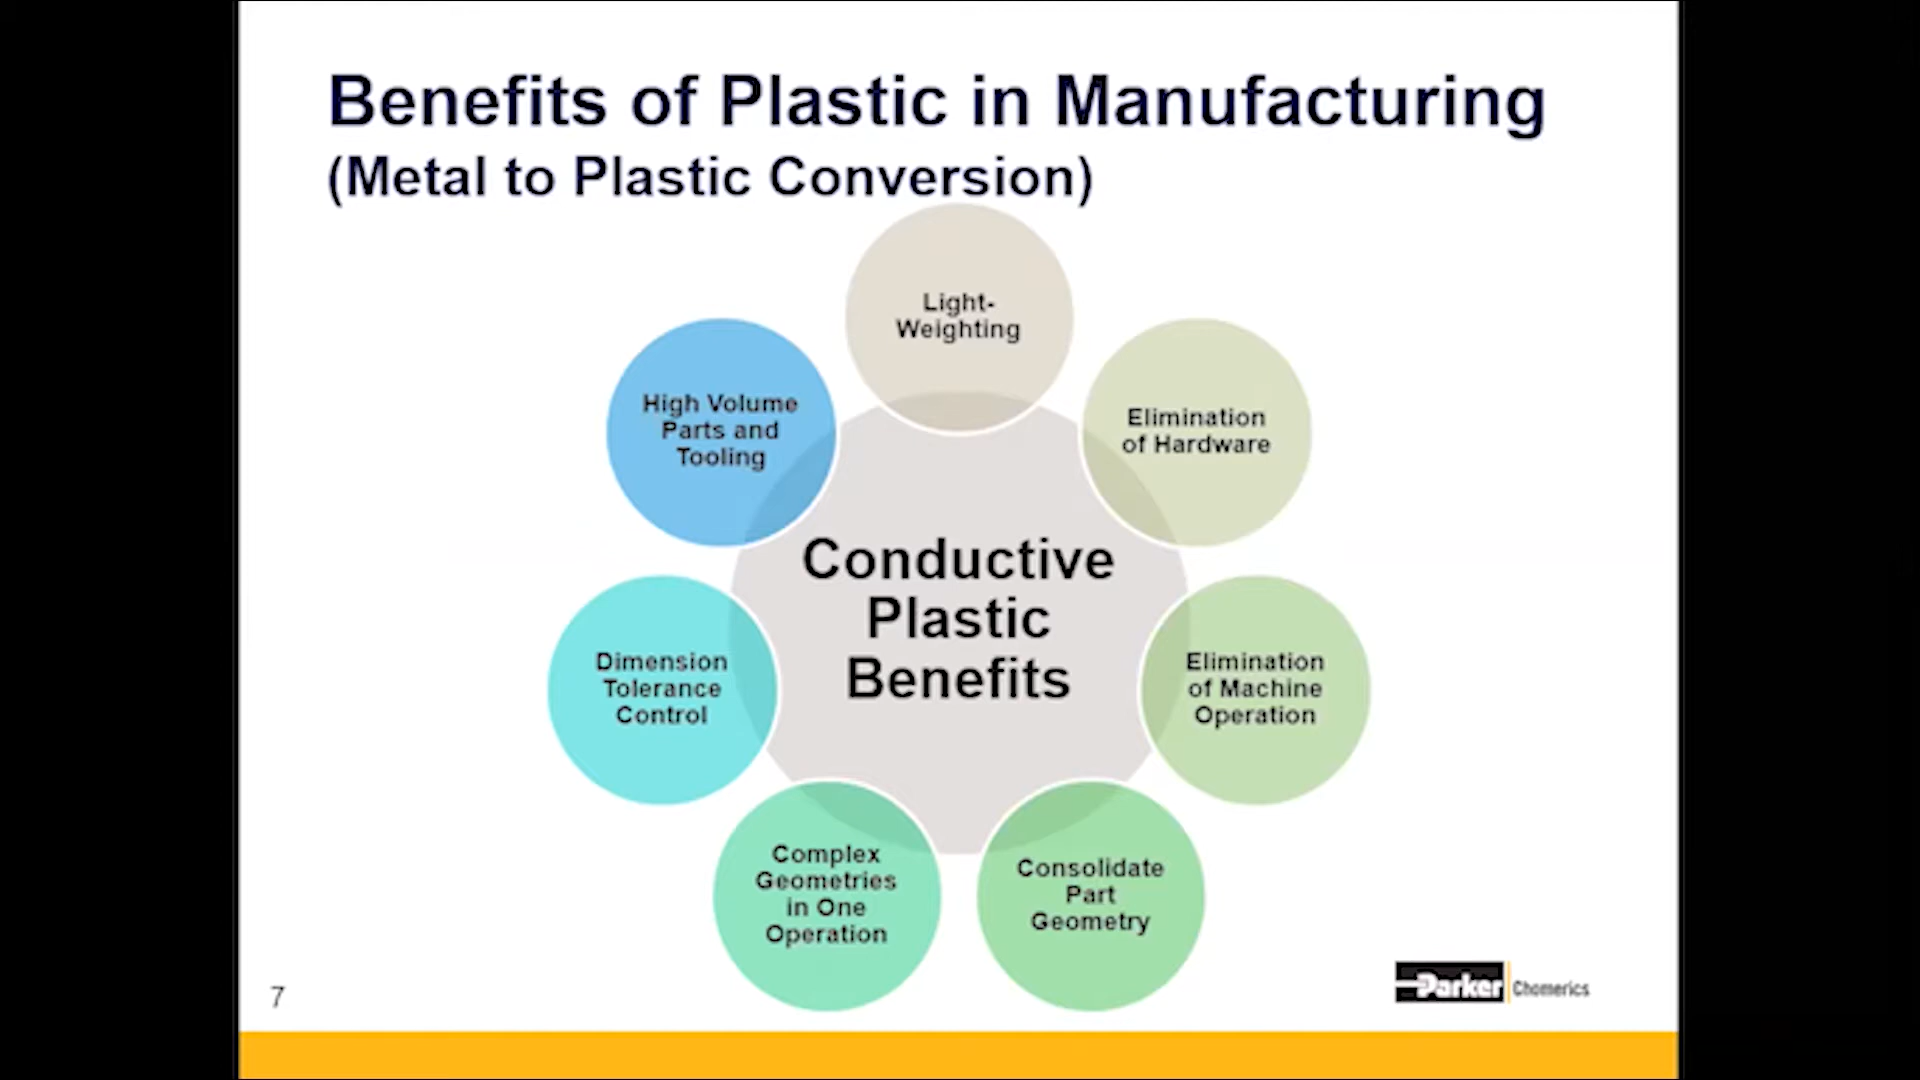 Benefits of Plastic in Manufacturing
(Metal to Plastic Conversion)
Light-
Weighting
Elimination
of Hardware
Elimination
of Machine
Operation
Consolidate
Part
Geometry
Complex
Geometries
in One
Operation
Dimension
Tolerance
Control
High Volume
Parts and
Tooling
Conductive
Plastic
Benefits
7
Parker Chomerics